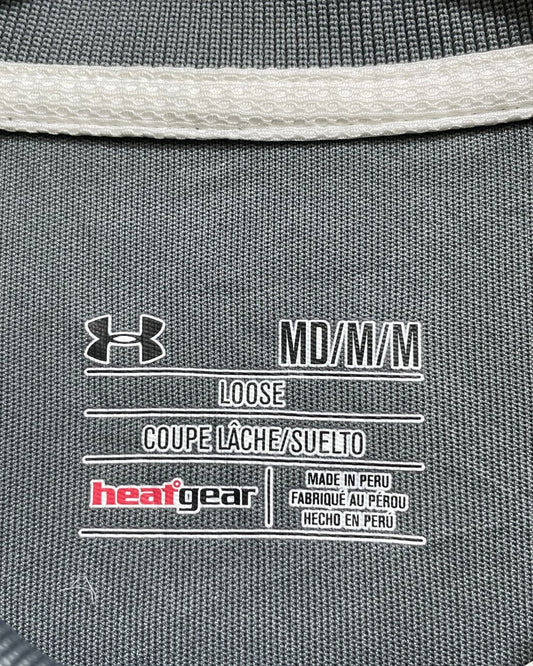 MD/M/M
LOOSE
COUPE LÂCHE/SUELTO
heatgear
MADE IN PERU
FABRIQUÉ AU PÉROU
HECHO EN PERÚ